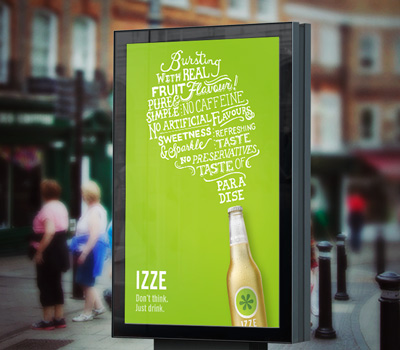 Bursting
WITH REAL
FRUIT Flavour!
PURE &
SIMPLE: NO CAFFEINE
NO ARTIFICIAL FLAVOURS
SWEETNESS REFRESHING
& Sparkle TASTE
NO PRESERVATIVES
TASTE OF
PARA
DISE
IZZE
Don't think.
Just drink.
IZZE